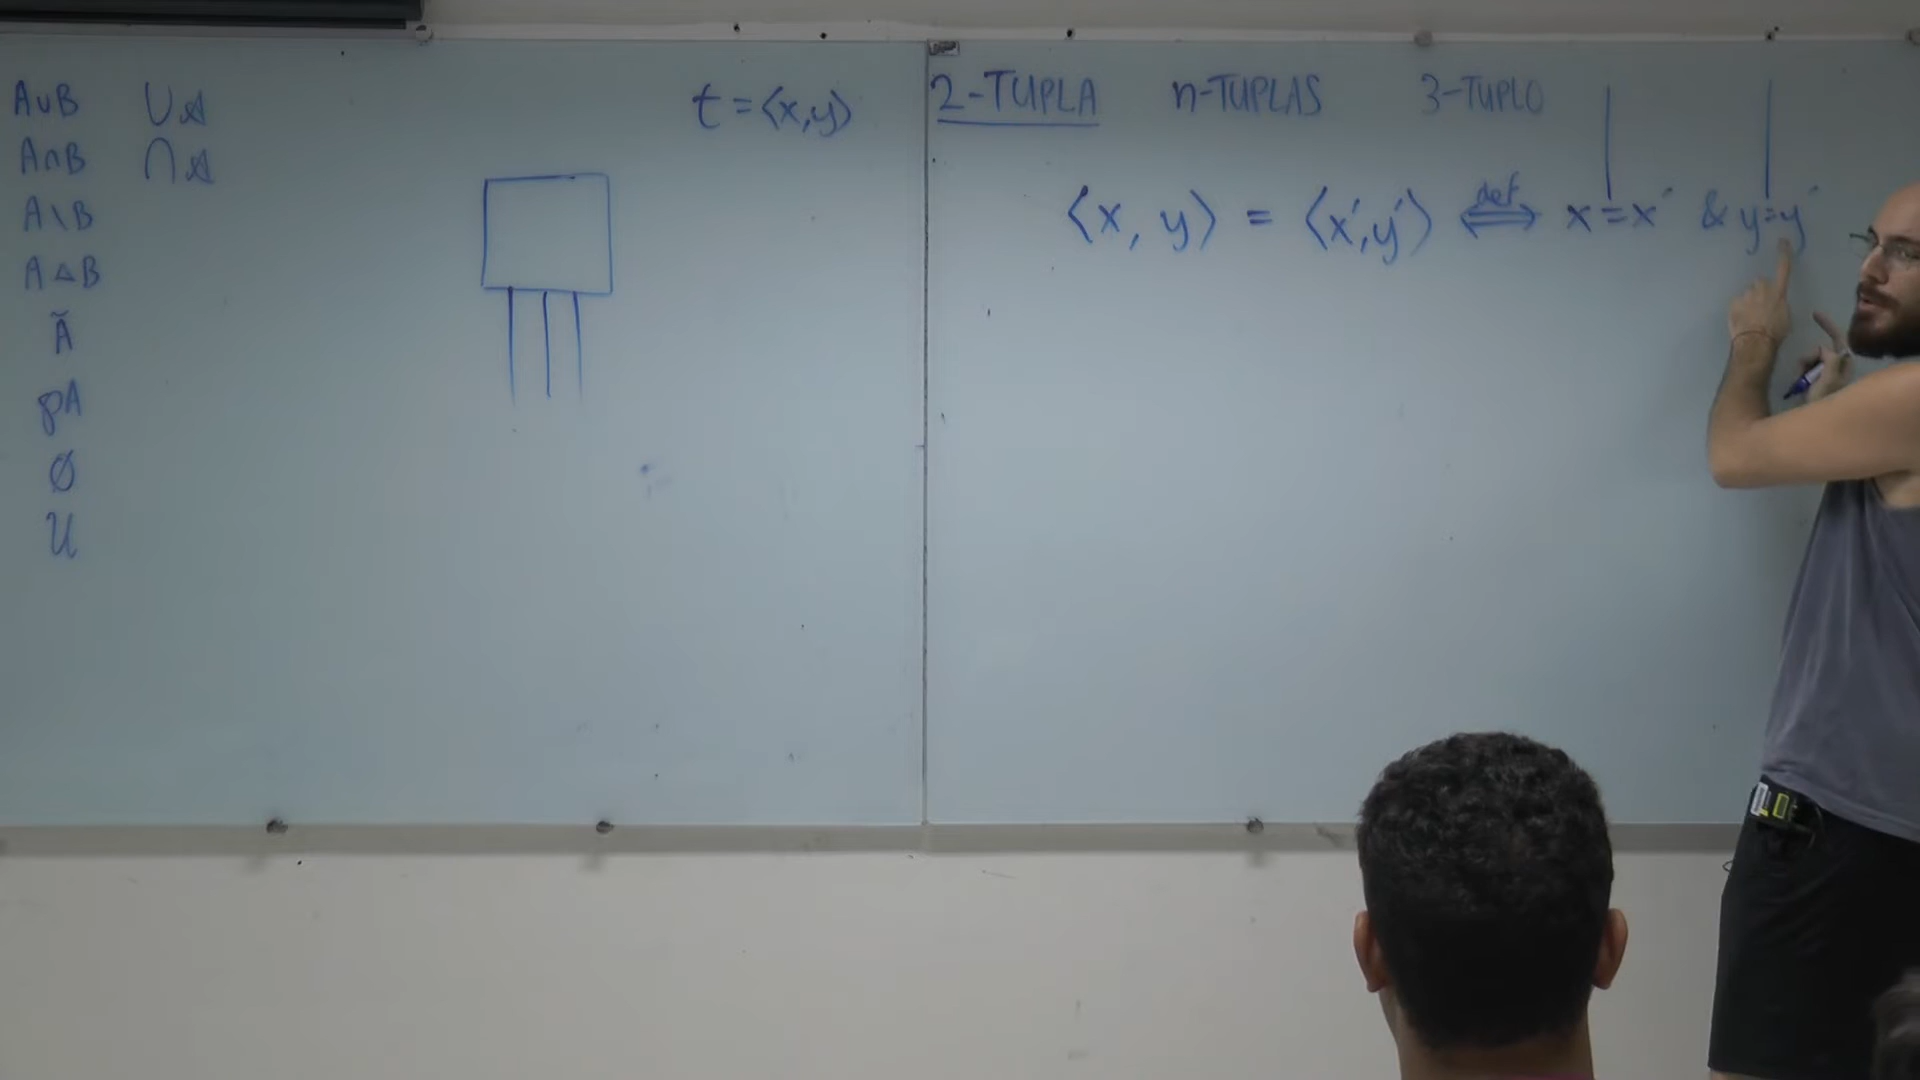 A∪B ⋃𝒜
A∩B ⋂𝒜
A\B
A△B
Ã
℘A
∅
𝒰
t = ⟨x,y⟩
2-TUPLA n-TUPLAS 3-TUPLO
⟨x, y⟩ = ⟨x′,y′⟩ ⟺ def x=x′ & y=y′